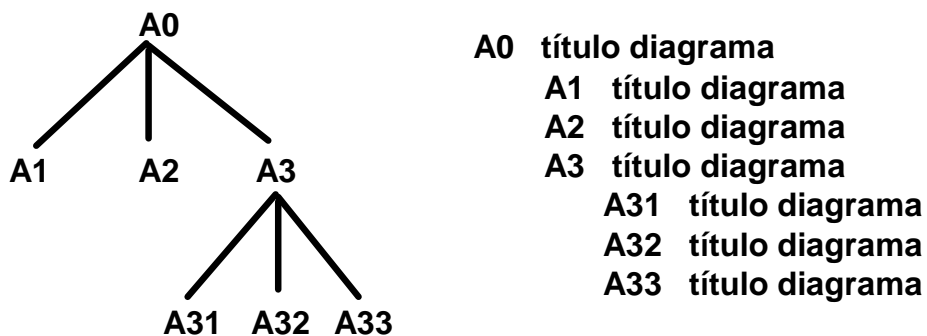 A0
A1 A2 A3
A31 A32 A33
A0 título diagrama
A1 título diagrama
A2 título diagrama
A3 título diagrama
A31 título diagrama
A32 título diagrama
A33 título diagrama